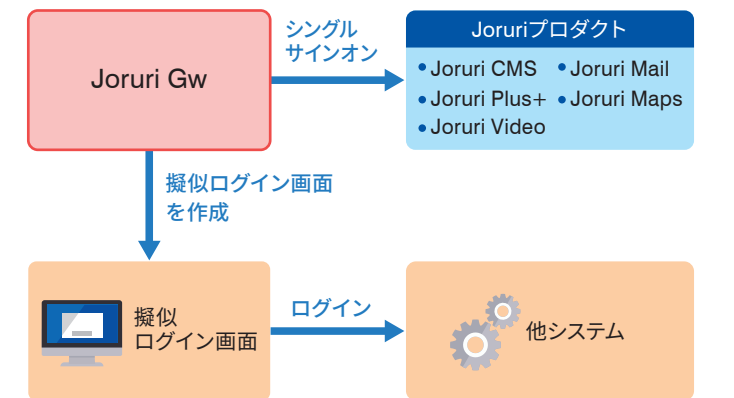 Joruri Gw
シングル
サインオン
Joruriプロダクト
•Joruri CMS •Joruri Mail
•Joruri Plus+ •Joruri Maps
•Joruri Video
擬似ログイン画面
を作成
擬似
ログイン画面
ログイン
他システム